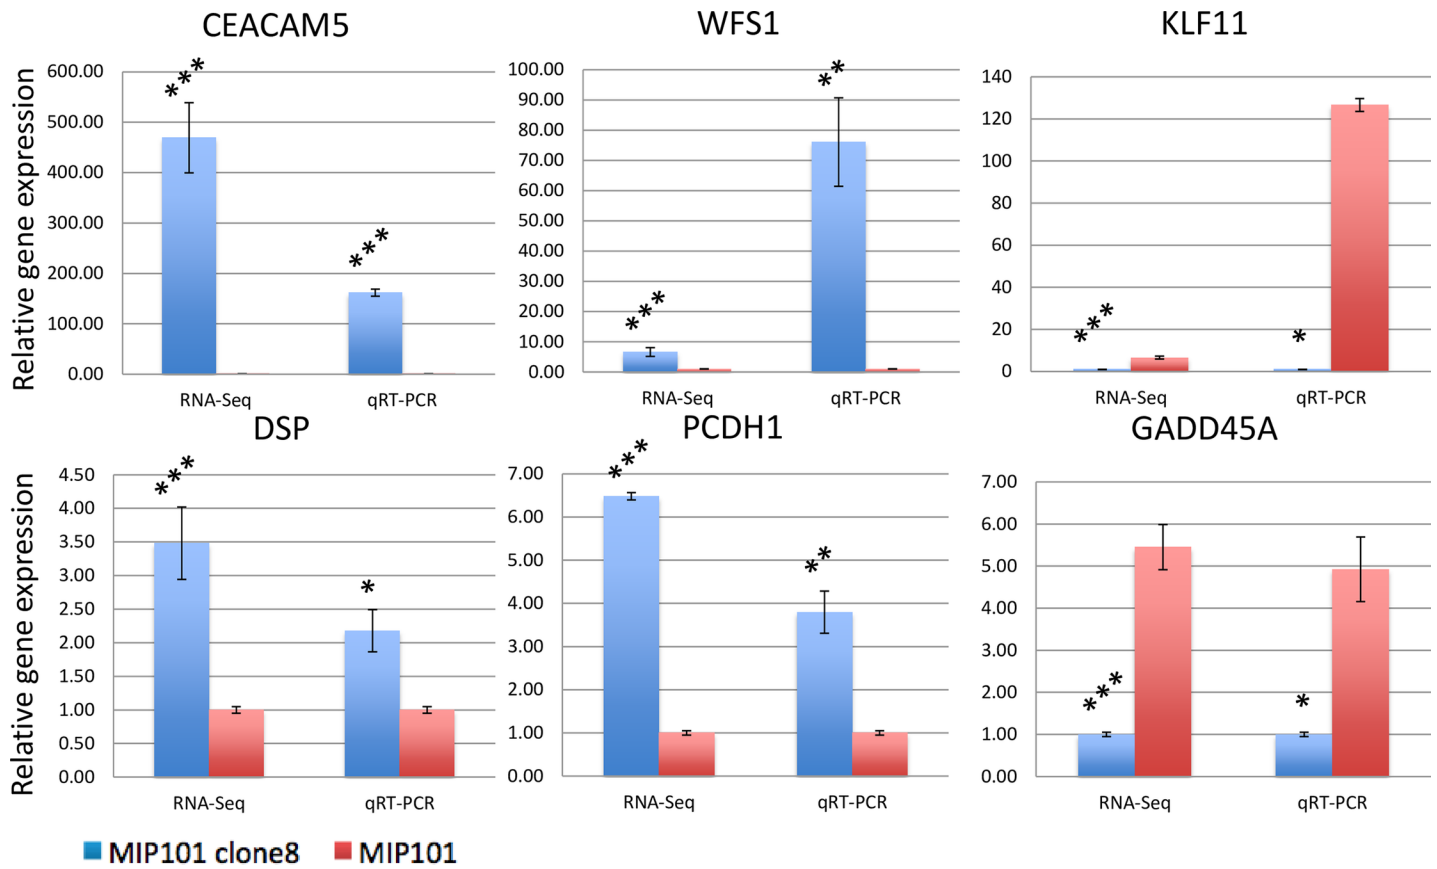 CEACAM5
WFS1
KLF11
Relative gene expression
600.00
500.00
400.00
300.00
200.00
100.00
0.00
***
***
RNA-Seq
qRT-PCR
100.00
90.00
80.00
70.00
60.00
50.00
40.00
30.00
20.00
10.00
0.00
***
**
RNA-Seq
qRT-PCR
140
120
100
80
60
40
20
0
***
*
RNA-Seq
qRT-PCR
DSP
PCDH1
GADD45A
Relative gene expression
4.50
4.00
3.50
3.00
2.50
2.00
1.50
1.00
0.50
0.00
***
*
RNA-Seq
qRT-PCR
7.00
6.00
5.00
4.00
3.00
2.00
1.00
0.00
***
**
RNA-Seq
qRT-PCR
7.00
6.00
5.00
4.00
3.00
2.00
1.00
0.00
***
*
RNA-Seq
qRT-PCR
MIP101 clone8
MIP101